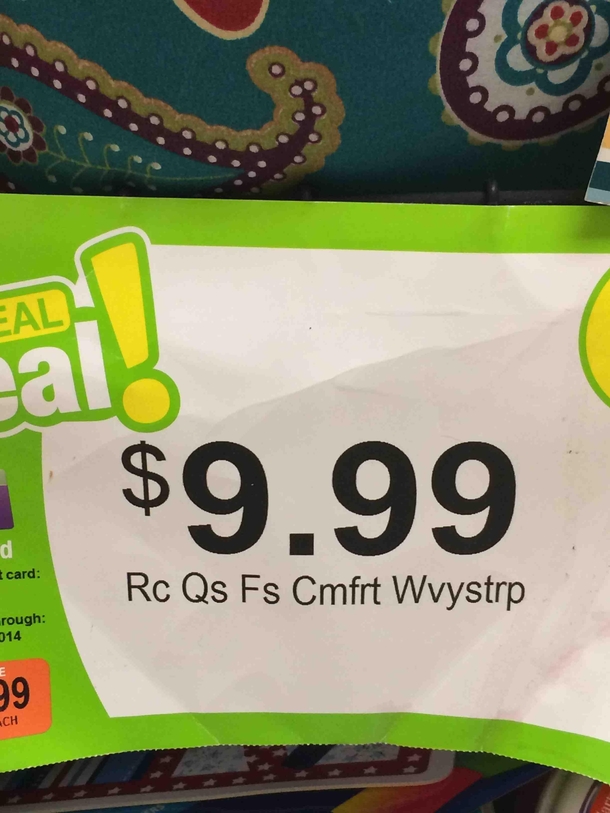 EAL
eal!
$9.99
Rc Qs Fs Cmfrt Wvystrp
d
t card:
rough:
014
E
99
ACH